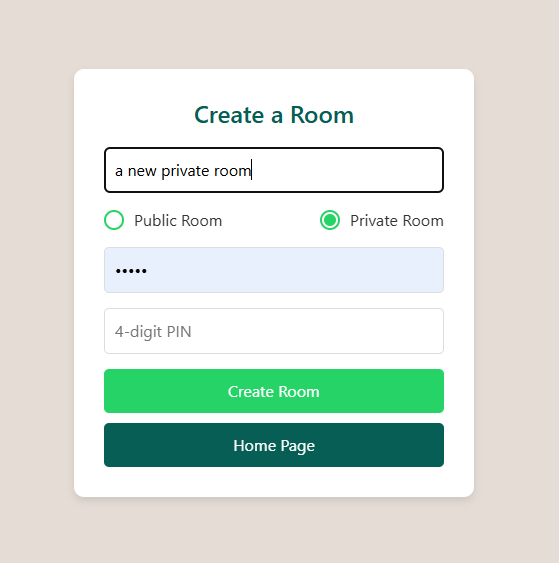 Create a Room
a new private room
Public Room Private Room
•••••
4-digit PIN
Create Room
Home Page